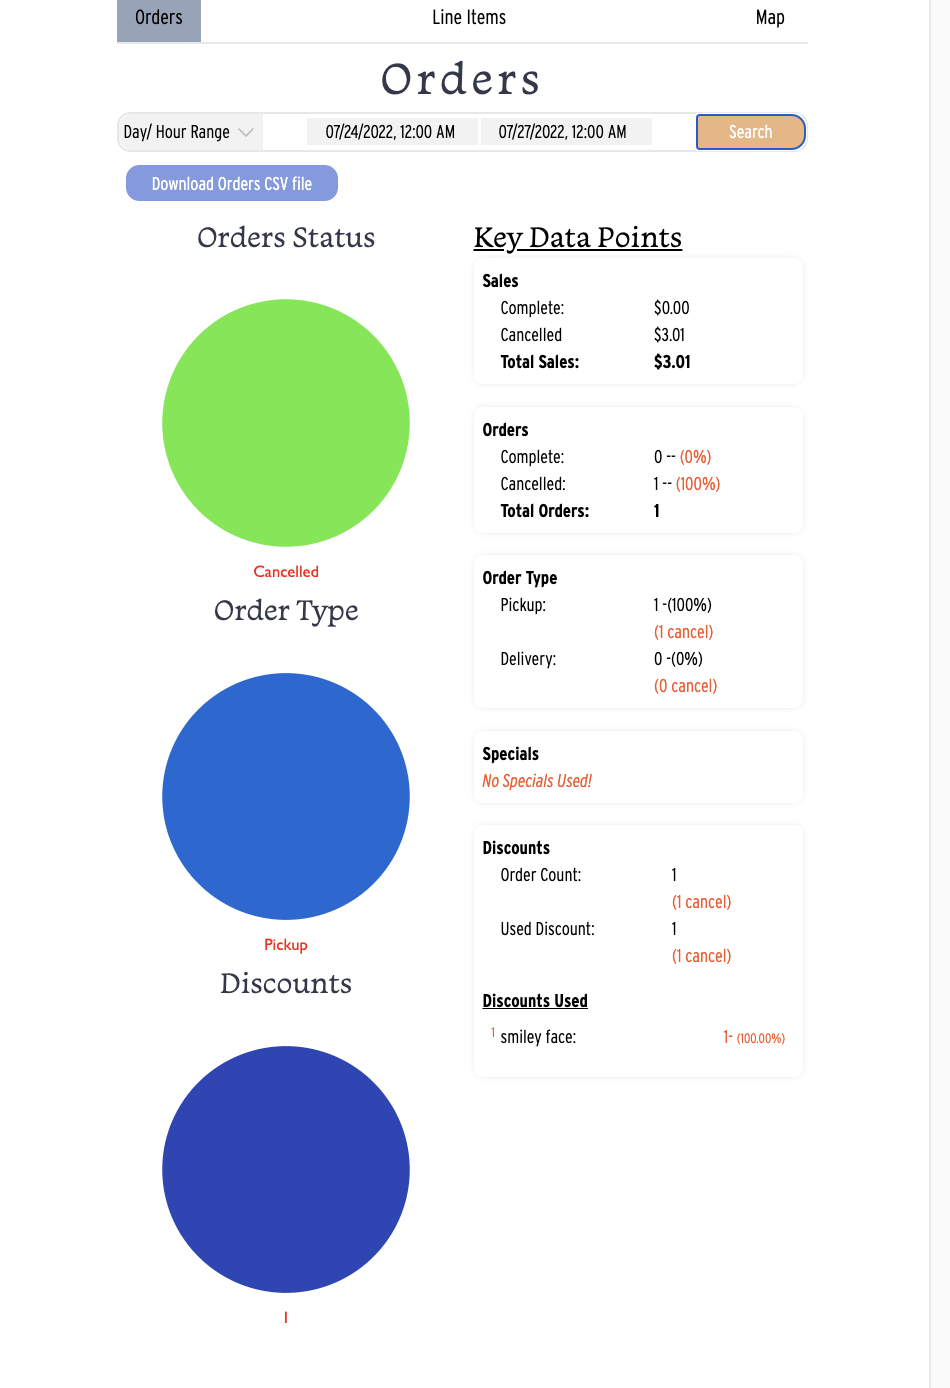 Orders Line Items Map
Orders
Day/ Hour Range 07/24/2022, 12:00 AM 07/27/2022, 12:00 AM Search
Download Orders CSV file
Orders Status
Cancelled
Order Type
Pickup
Discounts
1
Key Data Points
Sales
Complete: $0.00
Cancelled $3.01
Total Sales: $3.01
Orders
Complete: 0 -- (0%)
Cancelled: 1 -- (100%)
Total Orders: 1
Order Type
Pickup: 1 -(100%)
(1 cancel)
Delivery: 0 -(0%)
(0 cancel)
Specials
No Specials Used!
Discounts
Order Count: 1
(1 cancel)
Used Discount: 1
(1 cancel)
Discounts Used
1 smiley face: 1- (100.00%)